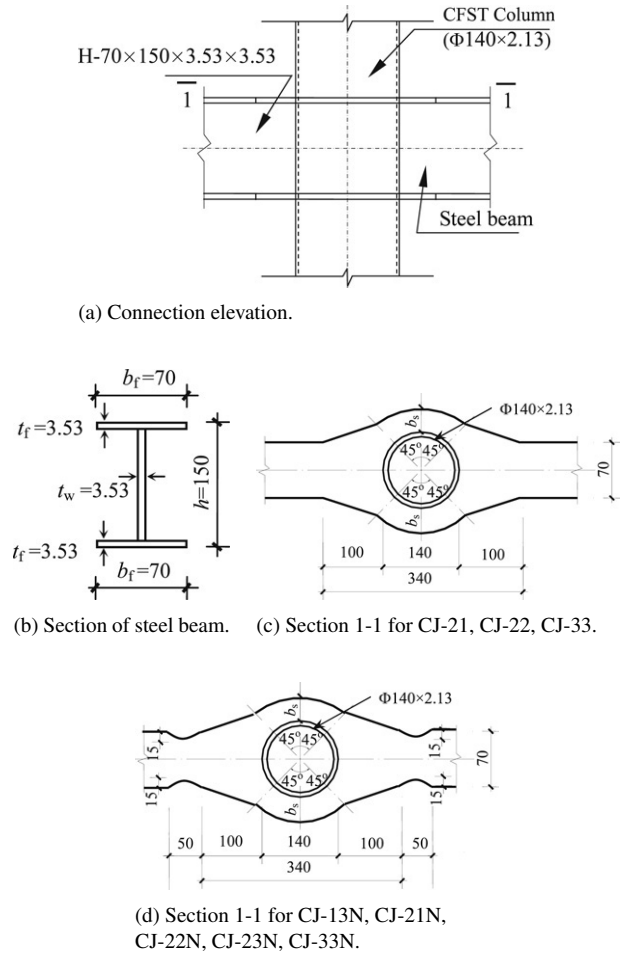 CFST Column
(Φ140×2.13)
H-70×150×3.53×3.53
1 1
Steel beam
(a) Connection elevation.
b_f=70
t_f=3.53
t_w=3.53
h=150
t_f=3.53
b_f=70
(b) Section of steel beam.
b_s
Φ140×2.13
45° 45°
45° 45°
b_s
70
100 140 100
340
(c) Section 1-1 for CJ-21, CJ-22, CJ-33.
b_s
Φ140×2.13
45° 45°
45° 45°
b_s
15
15
15
15
70
50 100 140 100 50
340
(d) Section 1-1 for CJ-13N, CJ-21N,
CJ-22N, CJ-23N, CJ-33N.